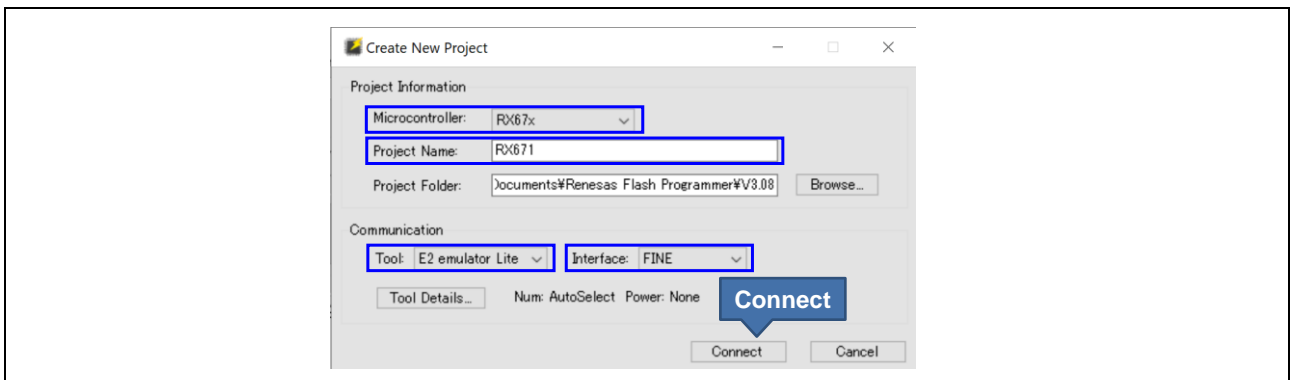 Create New Project
Project Information
Microcontroller: RX67x
Project Name: RX671
Project Folder: Documents¥Renesas Flash Programmer¥V3.08 Browse...
Communication
Tool: E2 emulator Lite Interface: FINE
Tool Details... Num: AutoSelect Power: None
Connect
Connect Cancel